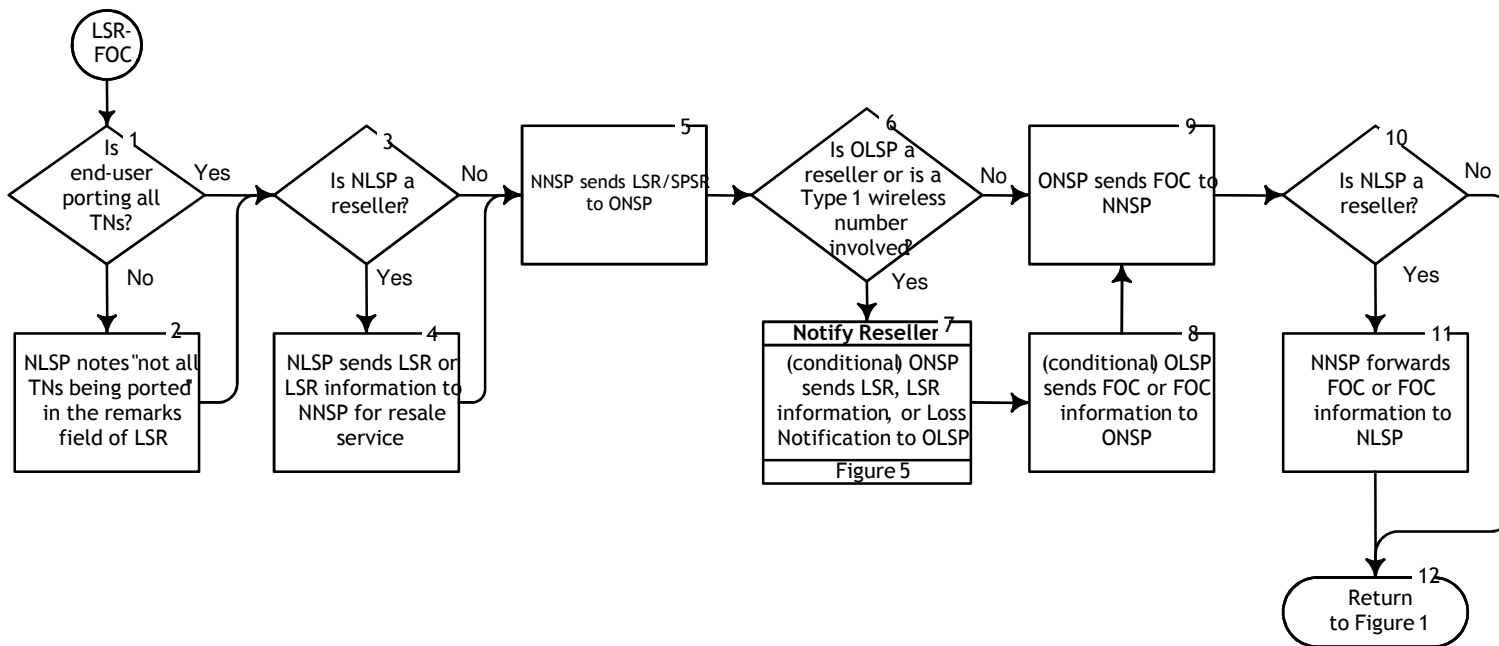 LSR-
FOC
1
Is
end-user
porting all
TNs?
Yes
No
2
NLSP notes "not all
TNs being ported"
in the remarks
field of LSR
3
Is NLSP a
reseller?
No
Yes
4
NLSP sends LSR or
LSR information to
NNSP for resale
service
5
NNSP sends LSR/SPSR
to ONSP
6
Is OLSP a
reseller or is a
Type 1 wireless
number
involved?
No
Yes
7
Notify Reseller
(conditional) ONSP
sends LSR, LSR
information, or Loss
Notification to OLSP
Figure 5
8
(conditional) OLSP
sends FOC or FOC
information to
ONSP
9
ONSP sends FOC to
NNSP
10
Is NLSP a
reseller?
No
Yes
11
NNSP forwards
FOC or FOC
information to
NLSP
12
Return
to Figure 1